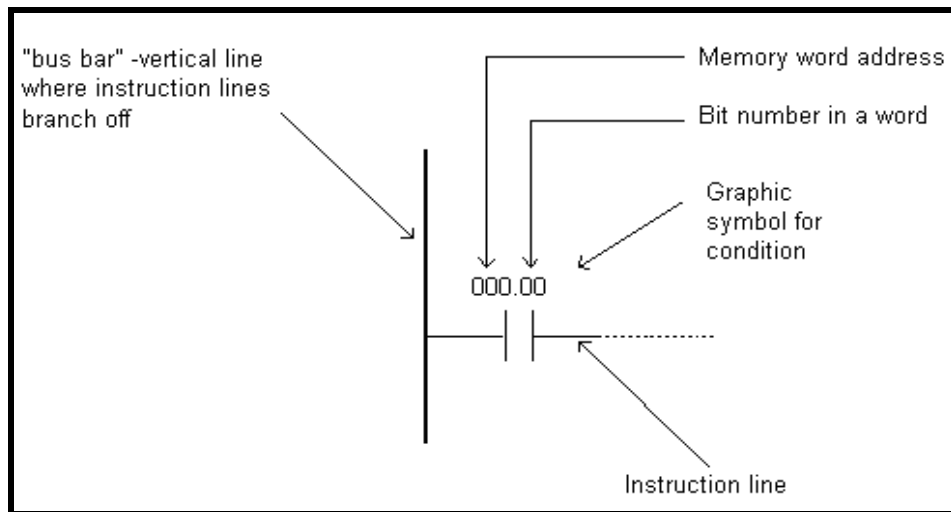 "bus bar" -vertical line
where instruction lines
branch off
Memory word address
Bit number in a word
Graphic
symbol for
condition
000.00
Instruction line